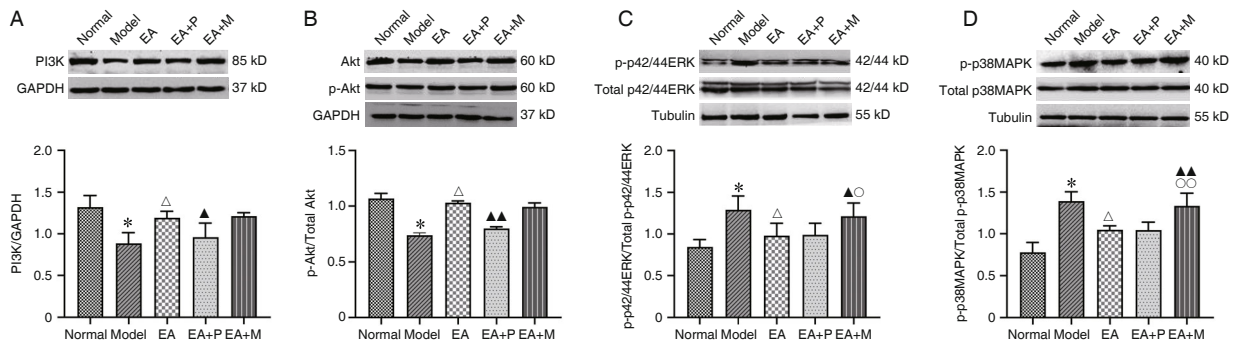 A
Normal Model EA EA+P EA+M
PI3K 85 kD
GAPDH 37 kD
2.0
1.5
1.0
0.5
0
PI3K/GAPDH
*
△
▲
Normal Model EA EA+P EA+M
B
Normal Model EA EA+P EA+M
Akt 60 kD
p-Akt 60 kD
GAPDH 37 kD
1.5
1.0
0.5
0
p-Akt/Total Akt
*
△
▲▲
Normal Model EA EA+P EA+M
C
Normal Model EA EA+P EA+M
p-p42/44ERK 42/44 kD
Total p42/44ERK 42/44 kD
Tubulin 55 kD
2.0
1.5
1.0
0.5
0
p-p42/44ERK/Total p-p42/44ERK
*
△
▲○
Normal Model EA EA+P EA+M
D
Normal Model EA EA+P EA+M
p-p38MAPK 40 kD
Total p38MAPK 40 kD
Tubulin 55 kD
2.0
1.5
1.0
0.5
0
p-p38MAPK/Total p-p38MAPK
*
△
▲▲
○○
Normal Model EA EA+P EA+M